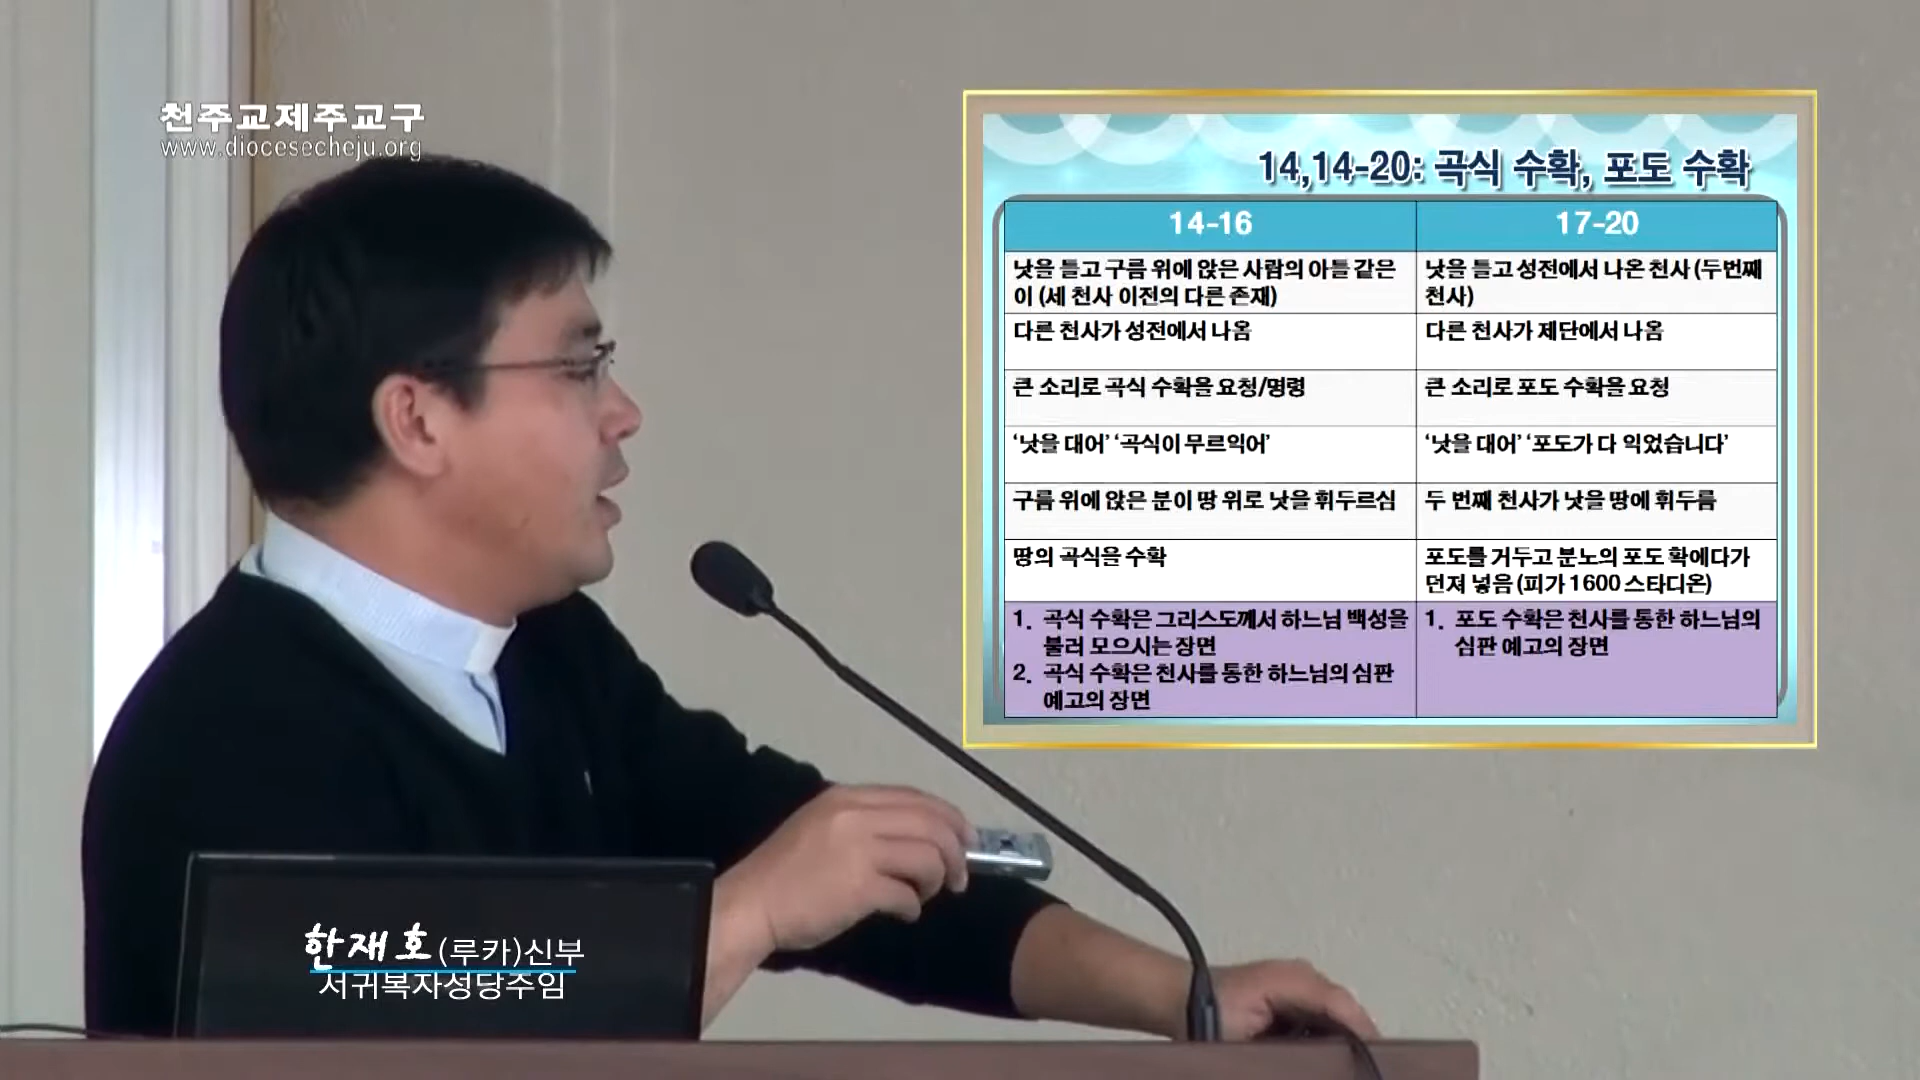 천주교제주교구
www.diocesecheju.org
14,14-20: 곡식 수확, 포도 수확
14-16
17-20
낫을 들고 구름 위에 앉은 사람의 아들 같은
이 (세 천사 이전의 다른 존재)
낫을 들고 성전에서 나온 천사 (두번째
천사)
다른 천사가 성전에서 나옴
다른 천사가 제단에서 나옴
큰 소리로 곡식 수확을 요청/명령
큰 소리로 포도 수확을 요청
‘낫을 대어’ ‘곡식이 무르익어’
‘낫을 대어’ ‘포도가 다 익었습니다’
구름 위에 앉은 분이 땅 위로 낫을 휘두르심
두 번째 천사가 낫을 땅에 휘두름
땅의 곡식을 수확
포도를 거두고 분노의 포도 확에다가
던져 넣음 (피가 1600 스타디온)
1. 곡식 수확은 그리스도께서 하느님 백성을
불러 모으시는 장면
2. 곡식 수확은 천사를 통한 하느님의 심판
예고의 장면
1. 포도 수확은 천사를 통한 하느님의
심판 예고의 장면
한재호(루카)신부
서귀복자성당주임